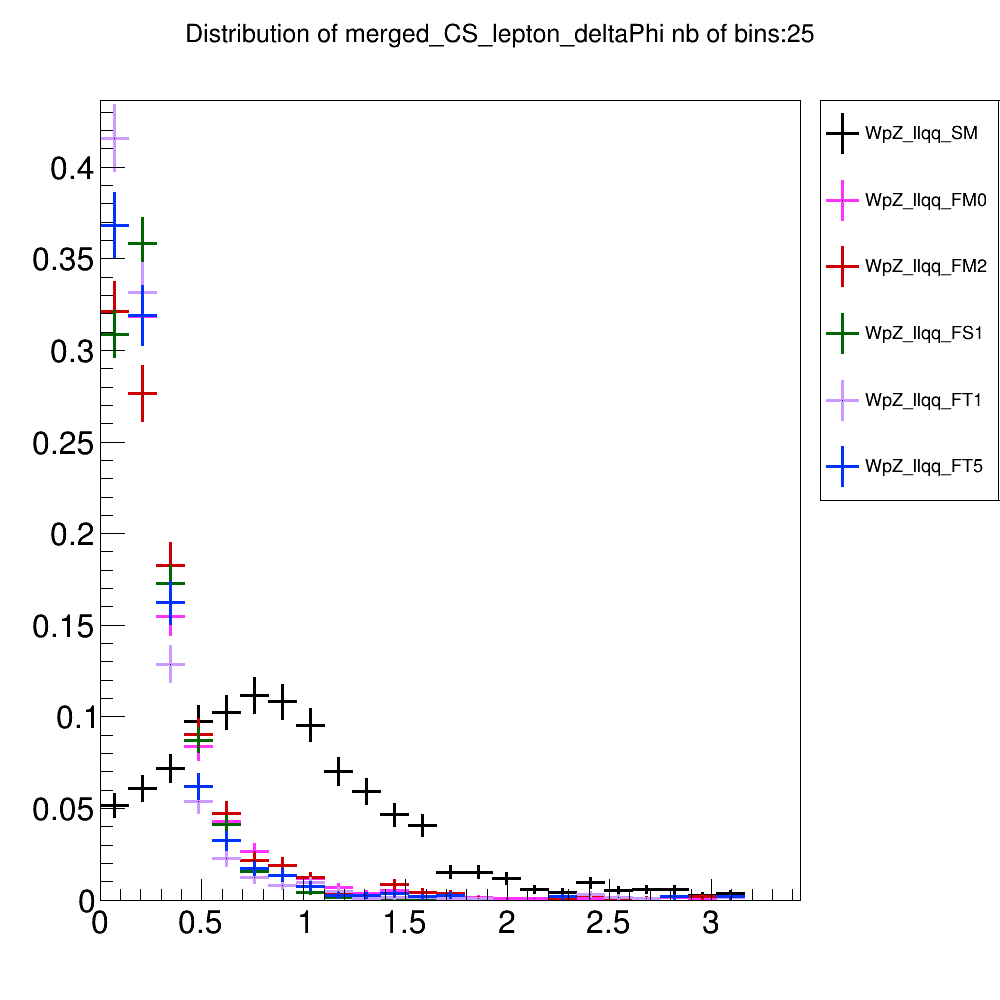 Distribution of merged_CS_lepton_deltaPhi nb of bins:25
WpZ_llqq_SM
WpZ_llqq_FM0
WpZ_llqq_FM2
WpZ_llqq_FS1
WpZ_llqq_FT1
WpZ_llqq_FT5
0.4
0.35
0.3
0.25
0.2
0.15
0.1
0.05
0
0 0.5 1 1.5 2 2.5 3